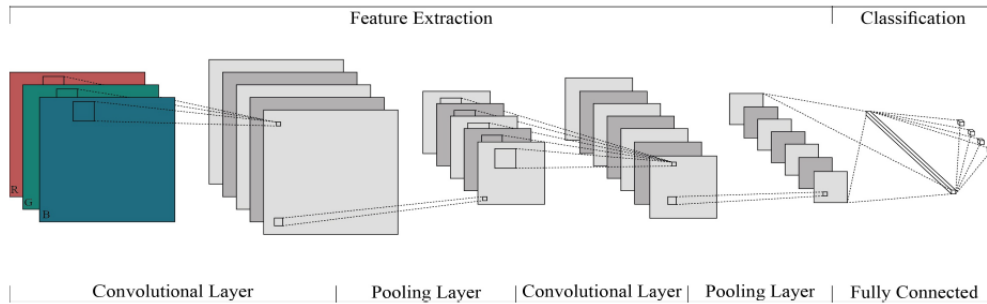 Feature Extraction
Classification
R
G
B
Convolutional Layer
Pooling Layer
Convolutional Layer
Pooling Layer
Fully Connected